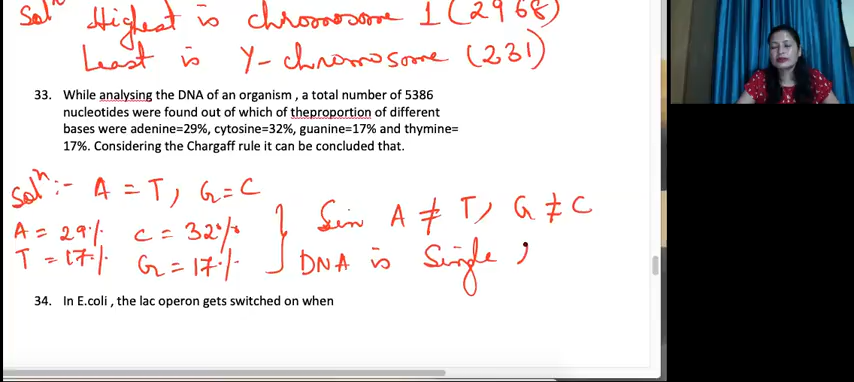 Solⁿ Highest is chromosome 1 (2968)
Least is Y-chromosome (231)
33. While analysing the DNA of an organism , a total number of 5386
nucleotides were found out of which of theproportion of different
bases were adenine=29%, cytosine=32%, guanine=17% and thymine=
17%. Considering the Chargaff rule it can be concluded that.
Solⁿ:- A = T, G = C
A = 29% C = 32%
T = 17% G = 17%
Sin A ≠ T, G ≠ C
DNA is Single ,
34. In E.coli , the lac operon gets switched on when